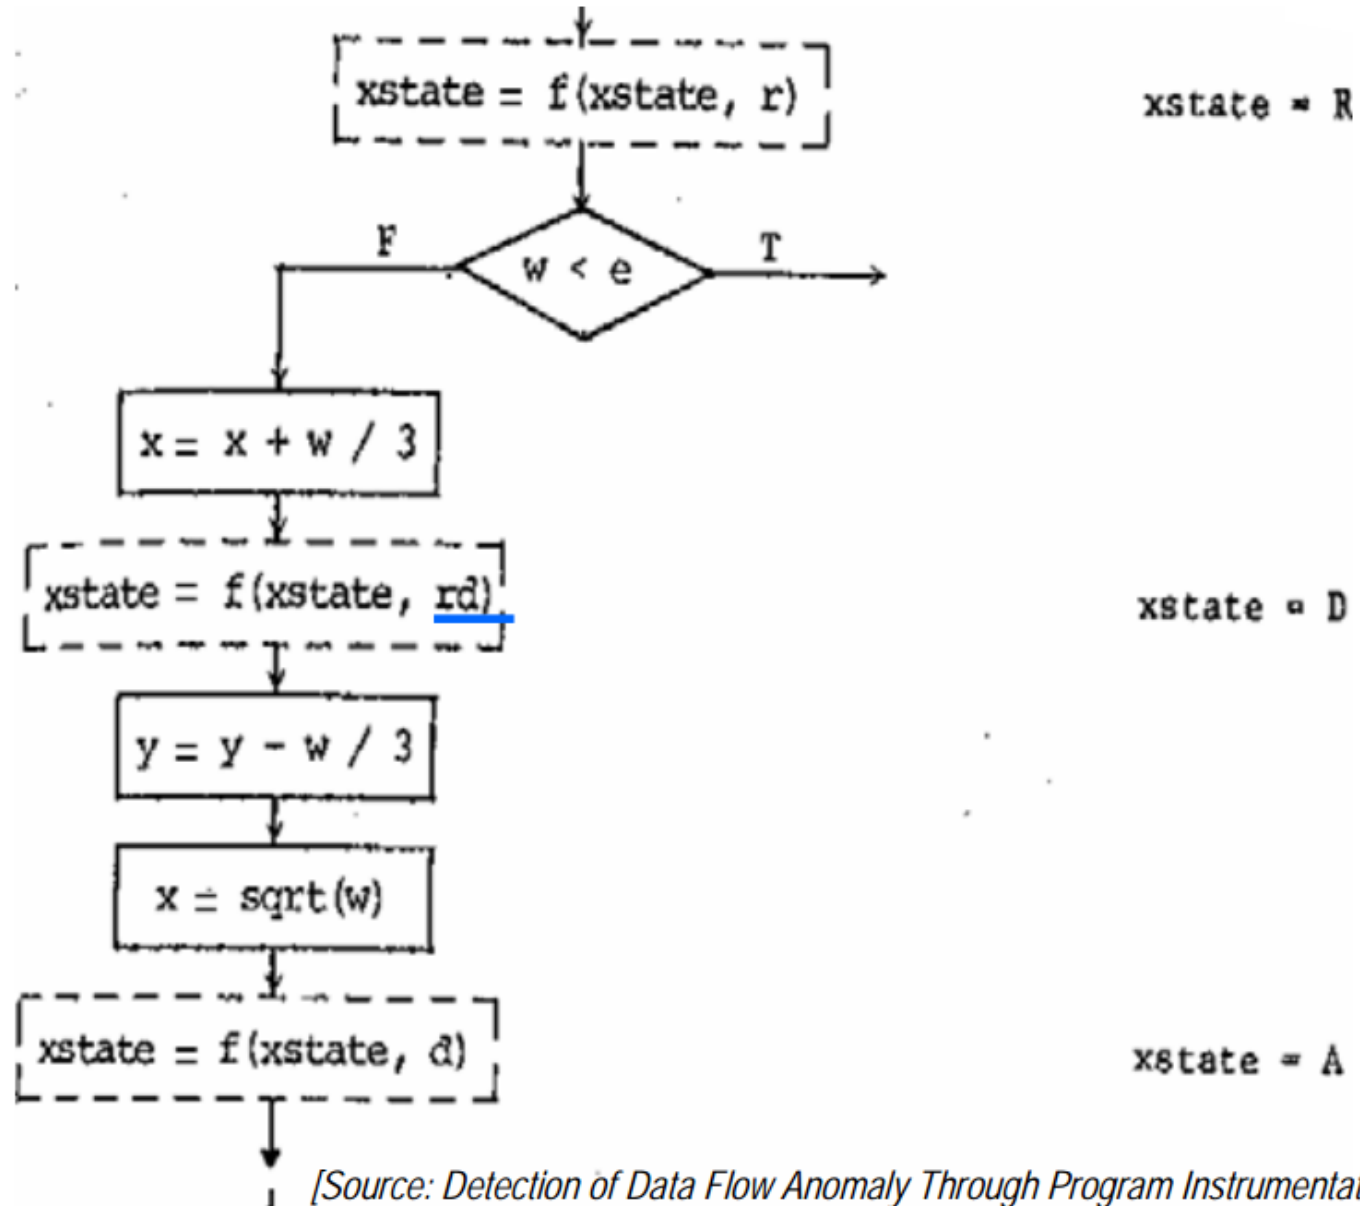 xstate = f(xstate, r)
xstate = R
F
T
w < e
x = x + w / 3
xstate = f(xstate, rd)
xstate = D
y = y - w / 3
x = sqrt(w)
xstate = f(xstate, d)
xstate = A
[Source: Detection of Data Flow Anomaly Through Program Instrumentat